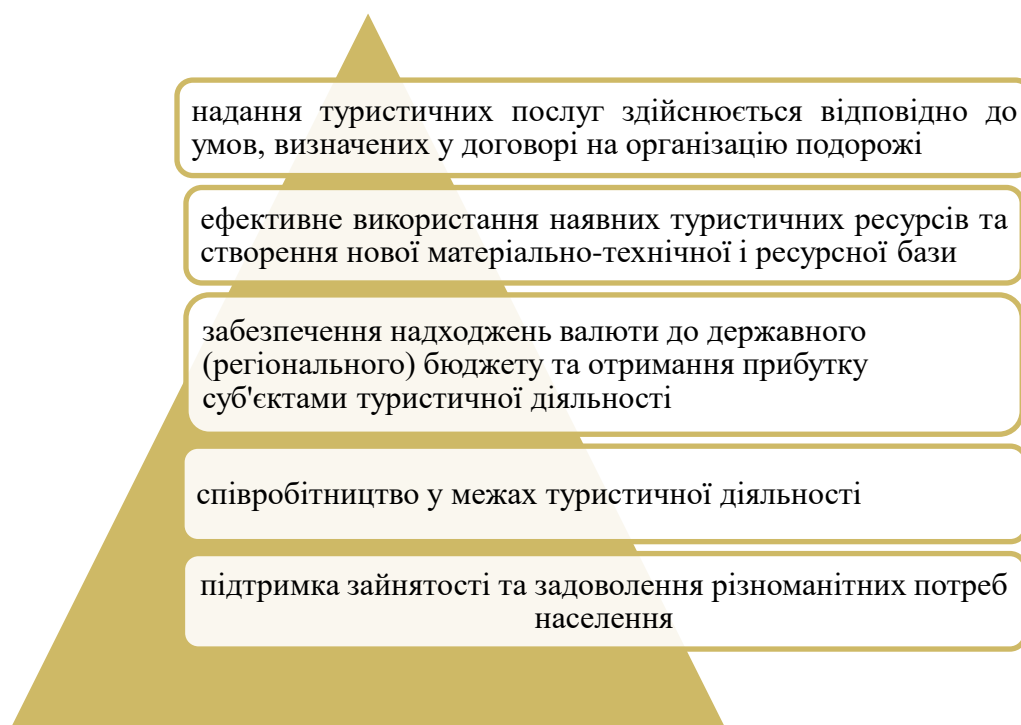 надання туристичних послуг здійснюється відповідно до
умов, визначених у договорі на організацію подорожі
ефективне використання наявних туристичних ресурсів та
створення нової матеріально-технічної і ресурсної бази
забезпечення надходжень валюти до державного
(регіонального) бюджету та отримання прибутку
суб'єктами туристичної діяльності
співробітництво у межах туристичної діяльності
підтримка зайнятості та задоволення різноманітних потреб
населення